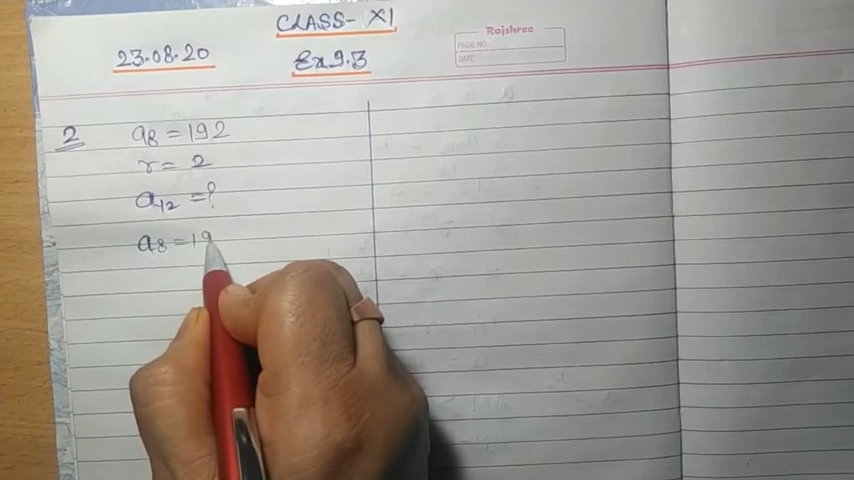 CLASS- XI
Rajshree
PAGE NO.
DATE:
23.08.20
Ex 9.3
2
a8 = 192
r = 2
a12 = ?
a8 = 19